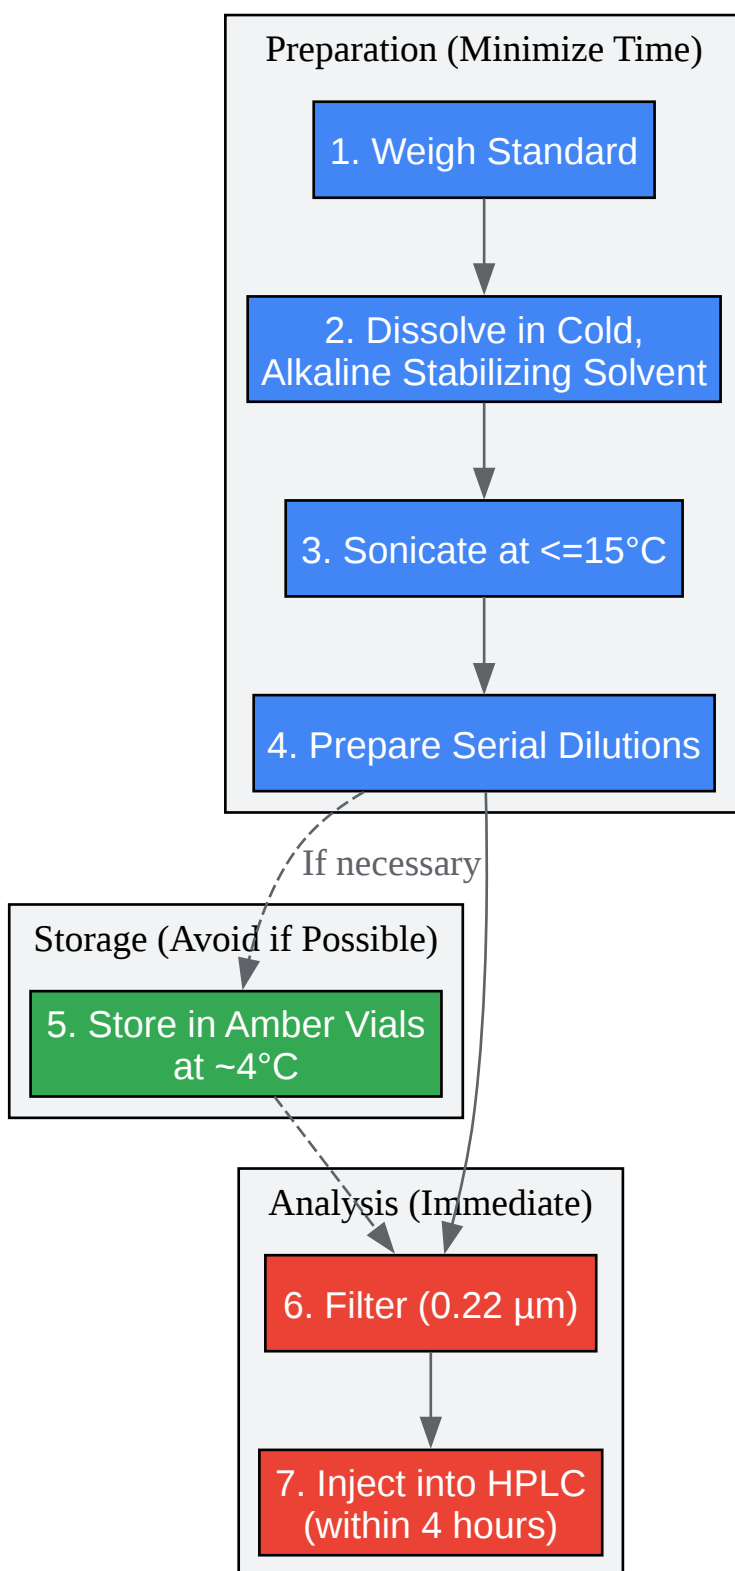 Preparation (Minimize Time)
1. Weigh Standard
2. Dissolve in Cold,
Alkaline Stabilizing Solvent
3. Sonicate at <=15°C
4. Prepare Serial Dilutions
If necessary
Storage (Avoid if Possible)
5. Store in Amber Vials
at ~4°C
Analysis (Immediate)
6. Filter (0.22 µm)
7. Inject into HPLC
(within 4 hours)